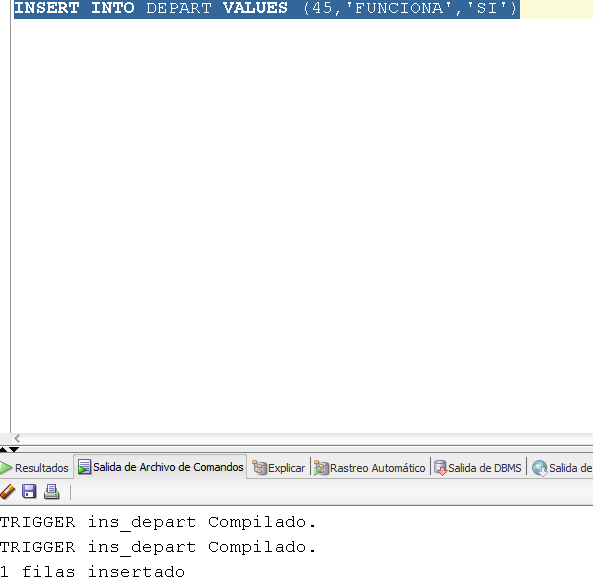 INSERT INTO DEPART VALUES (45,'FUNCIONA','SI')
Resultados Salida de Archivo de Comandos Explicar Rastreo Automático Salida de DBMS Salida de
TRIGGER ins_depart Compilado.
TRIGGER ins_depart Compilado.
1 filas insertado